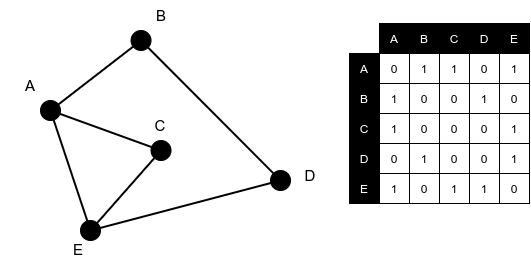 B
A
C
D
E
A B C D E
A 0 1 1 0 1
B 1 0 0 1 0
C 1 0 0 0 1
D 0 1 0 0 1
E 1 0 1 1 0